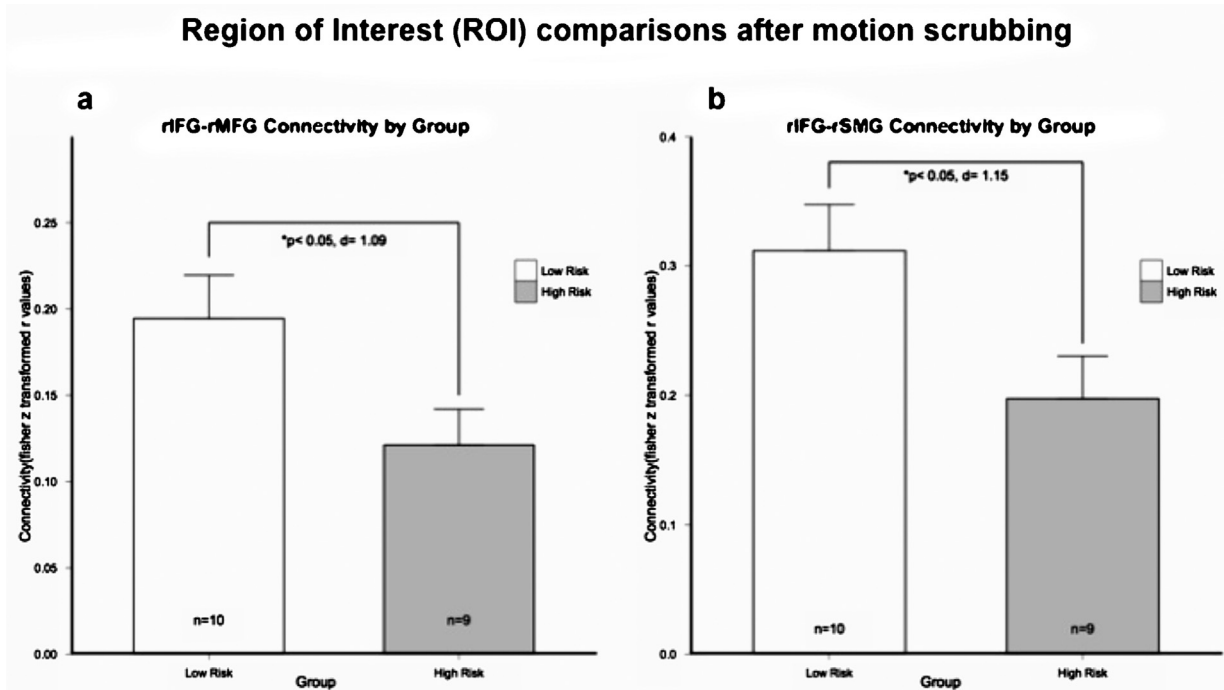 Region of Interest (ROI) comparisons after motion scrubbing
a
rIFG-rMFG Connectivity by Group
*p< 0.05, d= 1.09
Low Risk
High Risk
Connectivity(fisher z transformed r values)
0.25
0.20
0.15
0.10
0.05
0.00
n=10
n=9
Low Risk
High Risk
Group
b
rIFG-rSMG Connectivity by Group
*p< 0.05, d= 1.15
Low Risk
High Risk
Connectivity(fisher z transformed r values)
0.4
0.3
0.2
0.1
0.0
n=10
n=9
Low Risk
High Risk
Group